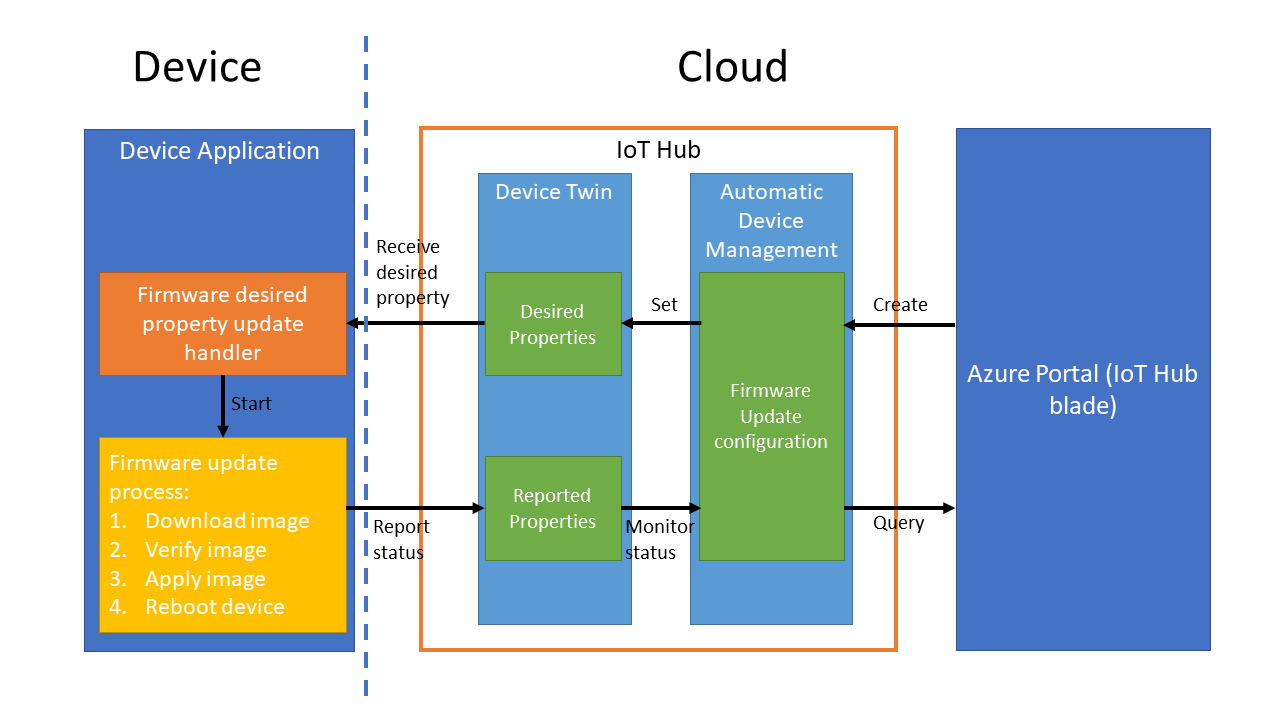 Device
Cloud
Device Application
IoT Hub
Device Twin
Automatic
Device
Management
Receive
desired
property
Firmware desired
property update
handler
Desired
Properties
Set
Create
Azure Portal (IoT Hub
blade)
Firmware
Update
configuration
Start
Firmware update
process:
1. Download image
2. Verify image
3. Apply image
4. Reboot device
Report
status
Reported
Properties
Monitor
status
Query